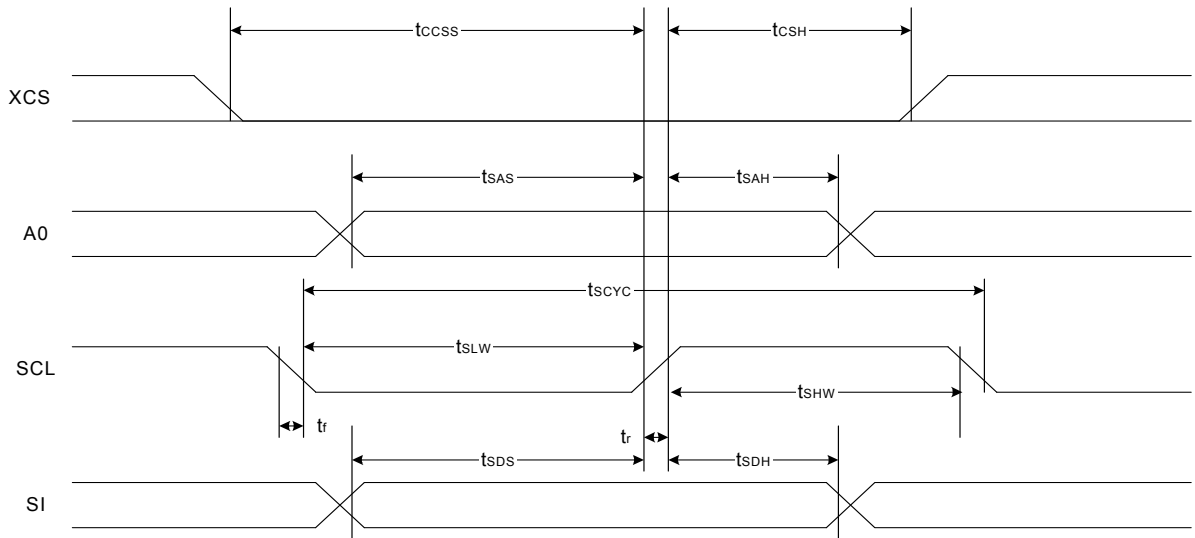 tCCSS
tCSH
XCS
tSAS
tSAH
A0
tSCYC
tSLW
SCL
tSHW
tf
tr
tSDS
tSDH
SI